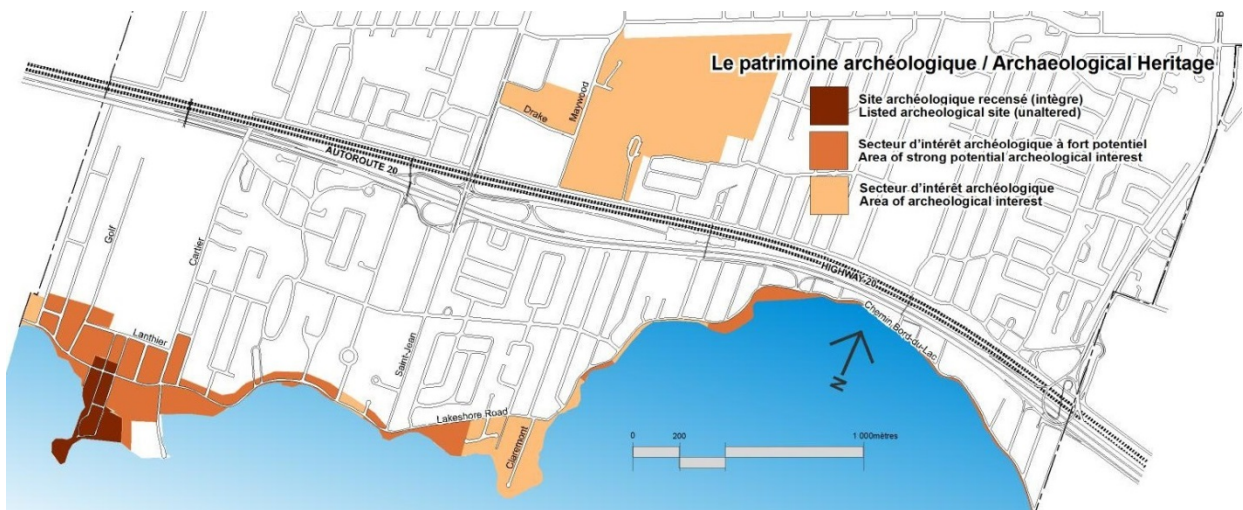 Le patrimoine archéologique / Archaeological Heritage
Site archéologique recensé (intègre)
Listed archeological site (unaltered)
Secteur d'intérêt archéologique à fort potentiel
Area of strong potential archeological interest
Secteur d'intérêt archéologique
Area of archeological interest
B
Drake
Maywood
AUTOROUTE 20
Golf
Cartier
HIGHWAY 20
Chemin Bord-du-Lac
Lanthier
Saint-Jean
Lakeshore Road
Claremont
N
0 200 1 000mètres